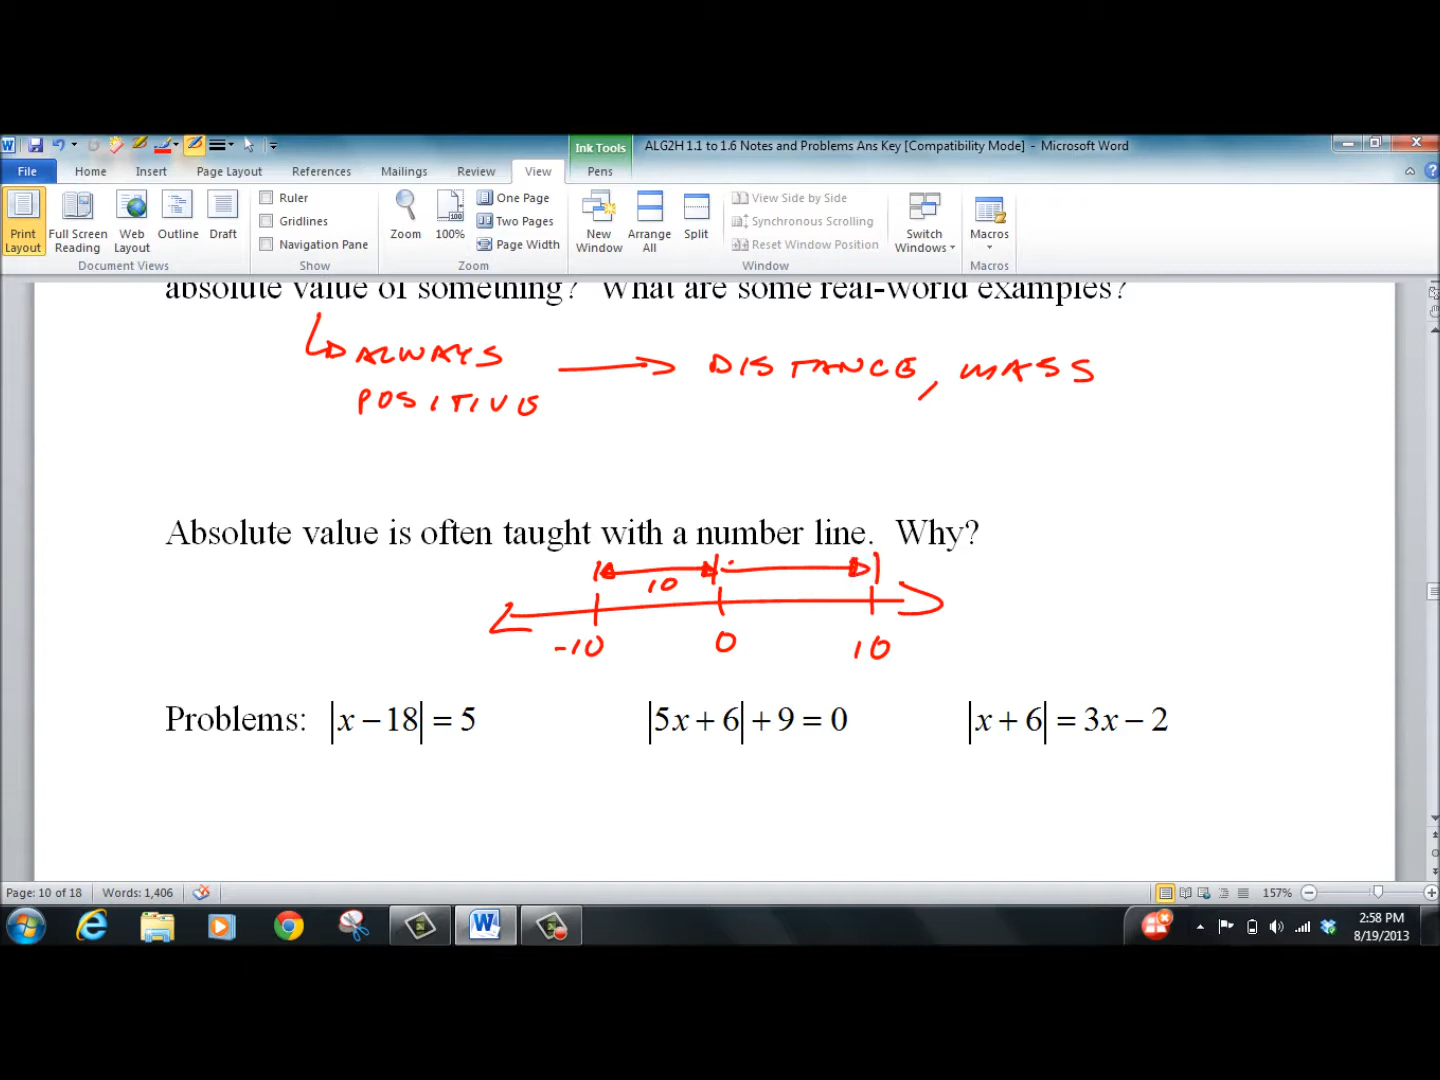 ALG2H 1.1 to 1.6 Notes and Problems Ans Key [Compatibility Mode] - Microsoft Word
Ink Tools
File Home Insert Page Layout References Mailings Review View Pens
Print Layout
Full Screen Reading
Web Layout
Outline
Draft
Document Views
Ruler
Gridlines
Navigation Pane
Show
Zoom
100%
One Page
Two Pages
Page Width
Zoom
New Window
Arrange All
Split
View Side by Side
Synchronous Scrolling
Reset Window Position
Window
Switch Windows
Macros
Macros
absolute value of something? What are some real-world examples?
ALWAYS POSITIVE
DISTANCE, MASS
Absolute value is often taught with a number line. Why?
10
-10 0 10
Problems: |x − 18| = 5 |5x + 6| + 9 = 0 |x + 6| = 3x − 2
Page: 10 of 18 Words: 1,406 157%
2:58 PM
8/19/2013